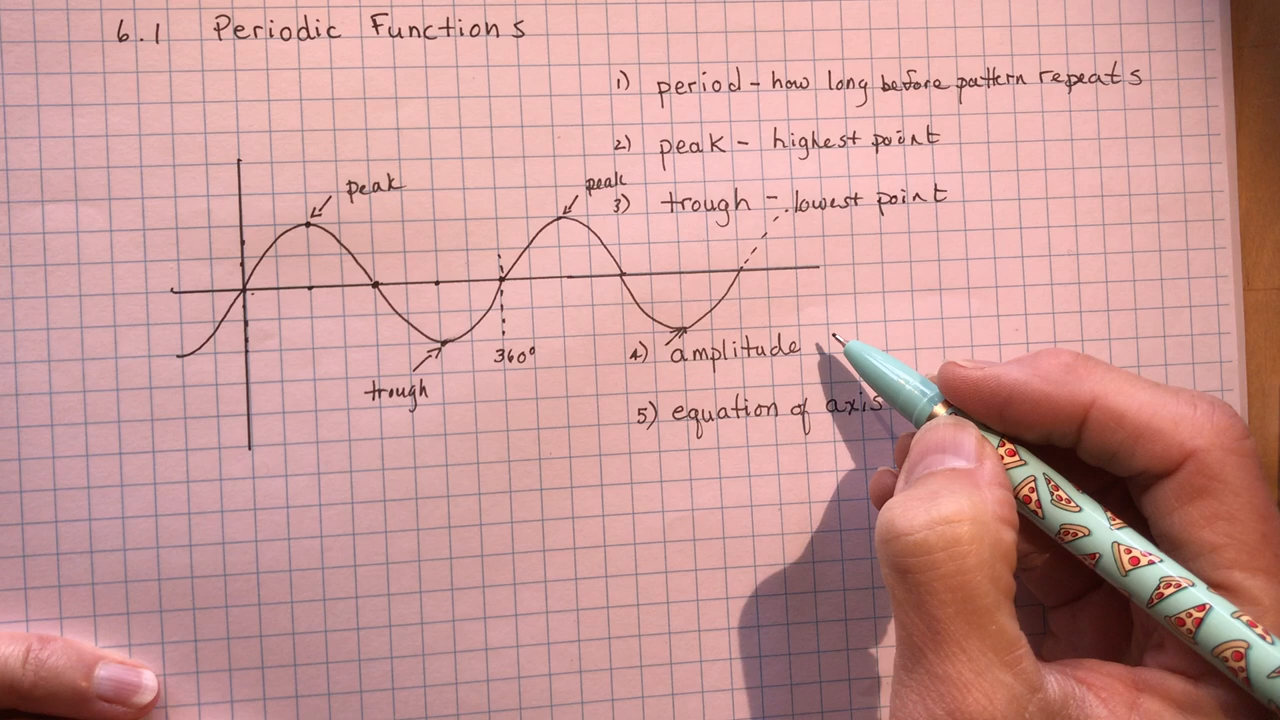 6.1 Periodic Functions
1) period - how long before pattern repeats
2) peak - highest point
peak
peak
3) trough - lowest point
4) amplitude
360°
trough
5) equation of axis